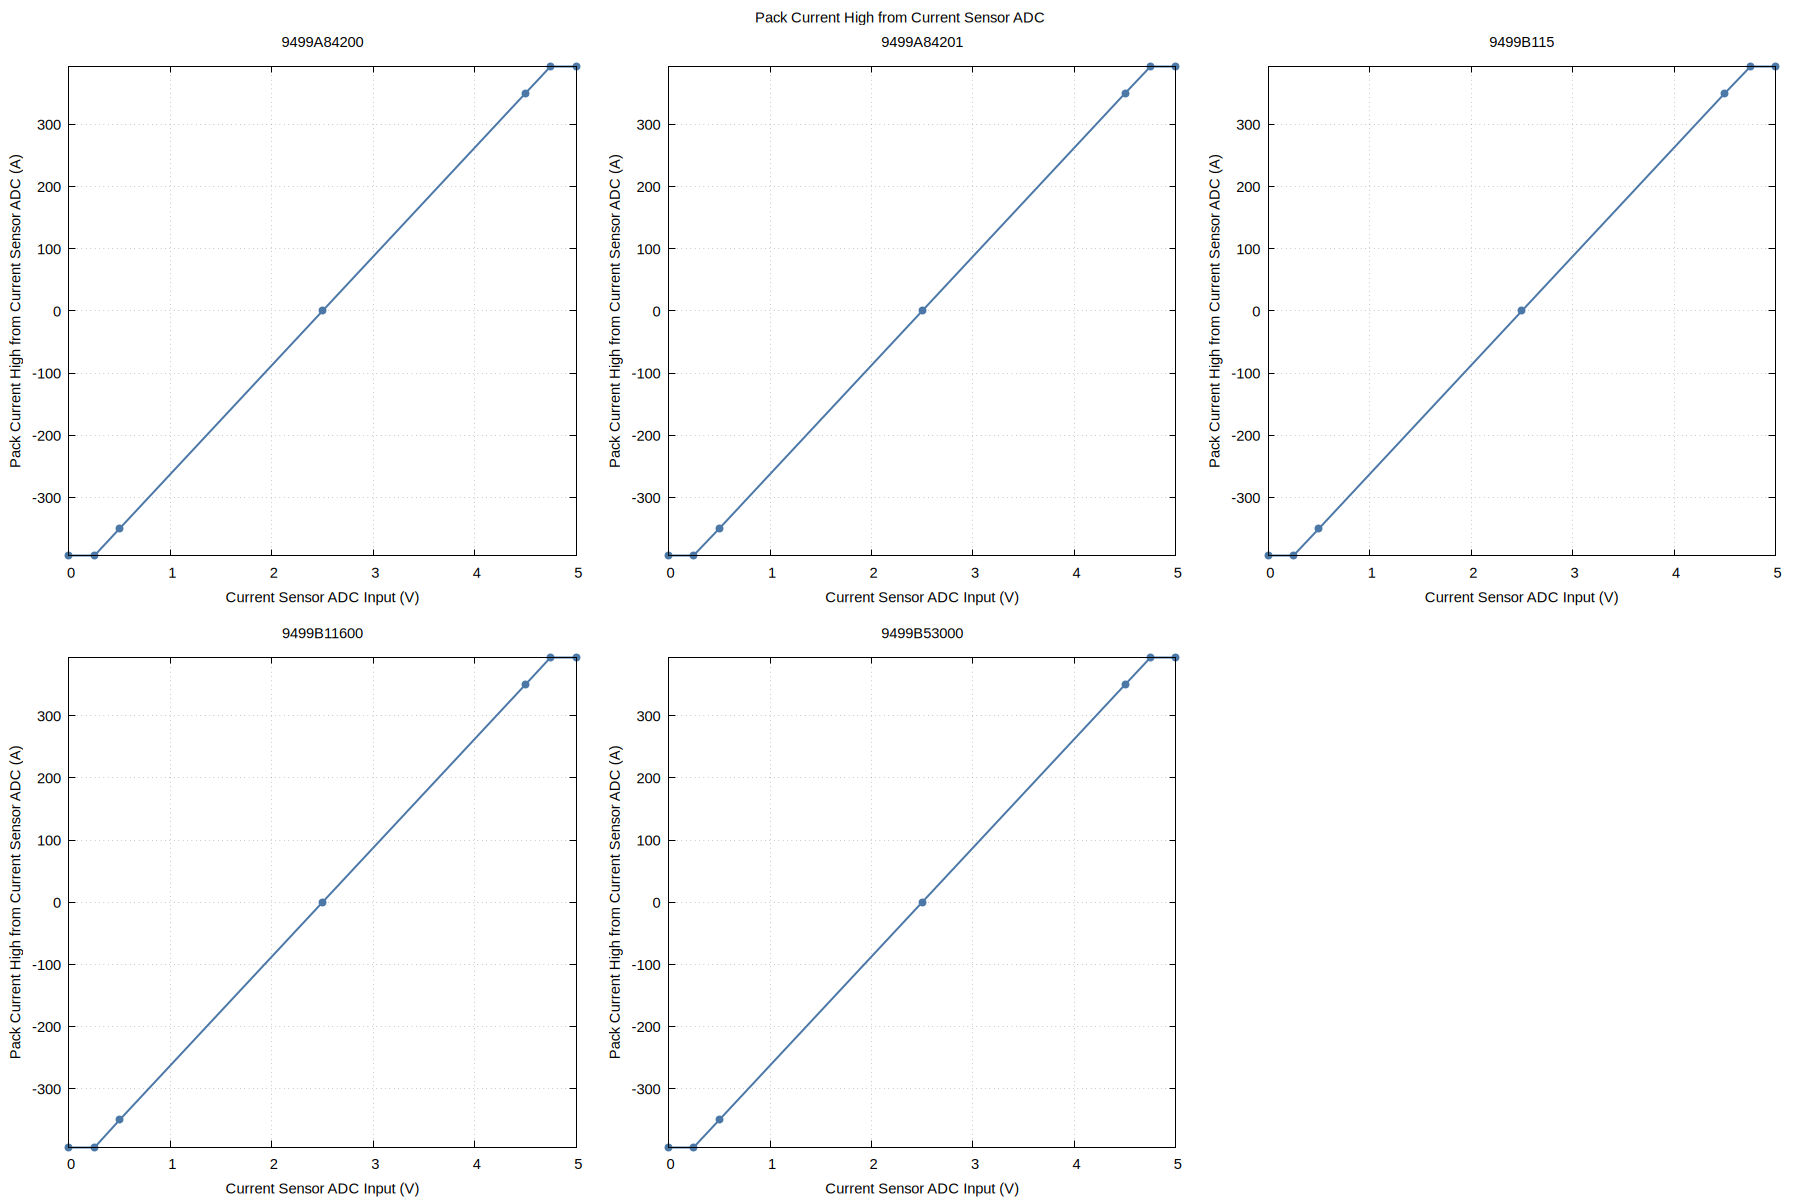 Pack Current High from Current Sensor ADC
9499A84200
300
200
100
0
-100
-200
-300
0 1 2 3 4 5
Pack Current High from Current Sensor ADC (A)
Current Sensor ADC Input (V)
9499A84201
300
200
100
0
-100
-200
-300
0 1 2 3 4 5
Pack Current High from Current Sensor ADC (A)
Current Sensor ADC Input (V)
9499B115
300
200
100
0
-100
-200
-300
0 1 2 3 4 5
Pack Current High from Current Sensor ADC (A)
Current Sensor ADC Input (V)
9499B11600
300
200
100
0
-100
-200
-300
0 1 2 3 4 5
Pack Current High from Current Sensor ADC (A)
Current Sensor ADC Input (V)
9499B53000
300
200
100
0
-100
-200
-300
0 1 2 3 4 5
Pack Current High from Current Sensor ADC (A)
Current Sensor ADC Input (V)